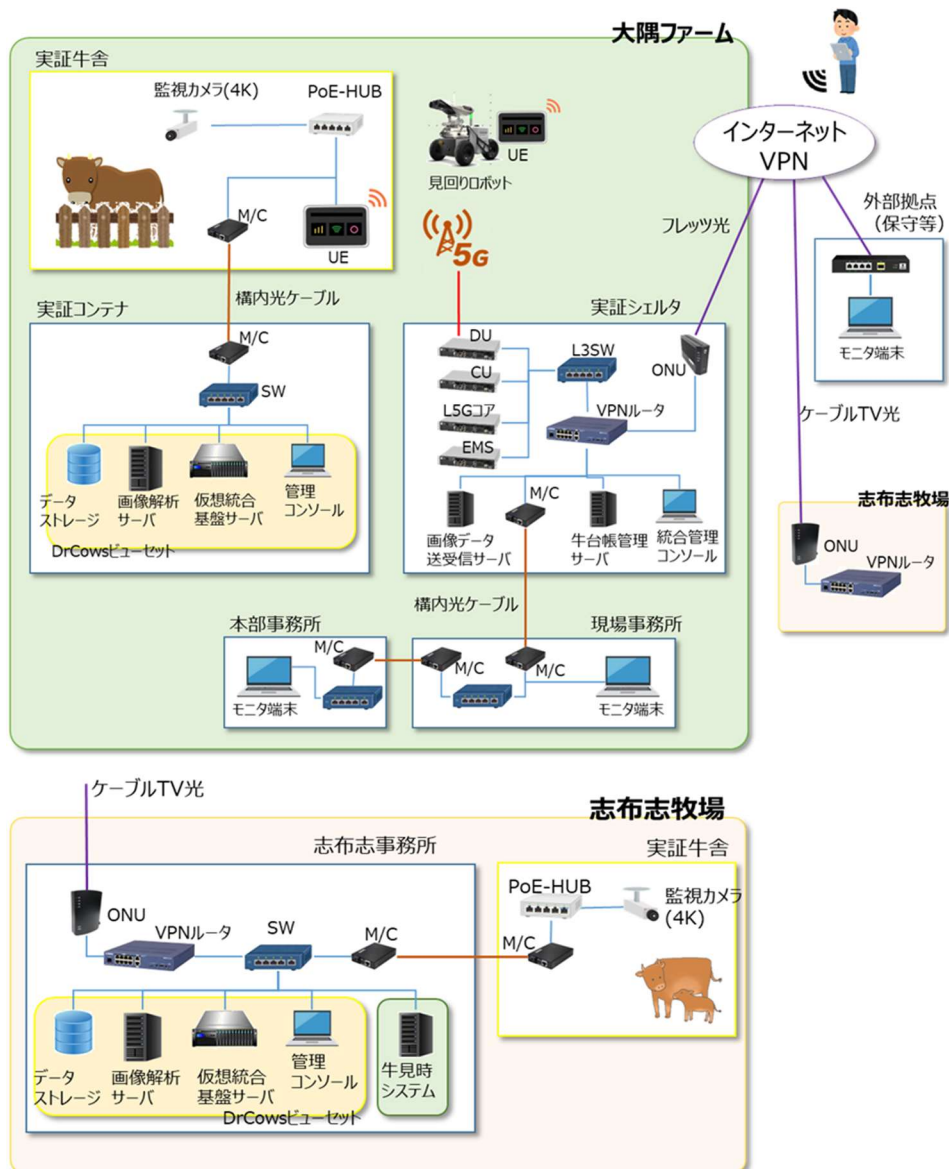 大隅ファーム
実証牛舎
監視カメラ(4K)
PoE-HUB
M/C
UE
UE
見回りロボット
5G
インターネット
VPN
フレッツ光
外部拠点
(保守等)
モニタ端末
ケーブルTV光
構内光ケーブル
実証コンテナ
M/C
SW
データ
ストレージ
画像解析
サーバ
仮想統合
基盤サーバ
管理
コンソール
DrCowsビューセット
実証シェルタ
DU
CU
L5Gコア
EMS
L3SW
ONU
VPNルータ
M/C
画像データ
送受信サーバ
牛台帳管理
サーバ
統合管理
コンソール
志布志牧場
ONU
VPNルータ
構内光ケーブル
本部事務所
M/C
モニタ端末
現場事務所
M/C
M/C
モニタ端末
ケーブルTV光
志布志牧場
志布志事務所
ONU
VPNルータ
SW
M/C
データ
ストレージ
画像解析
サーバ
仮想統合
基盤サーバ
管理
コンソール
DrCowsビューセット
牛見時
システム
実証牛舎
PoE-HUB
監視カメラ
(4K)
M/C